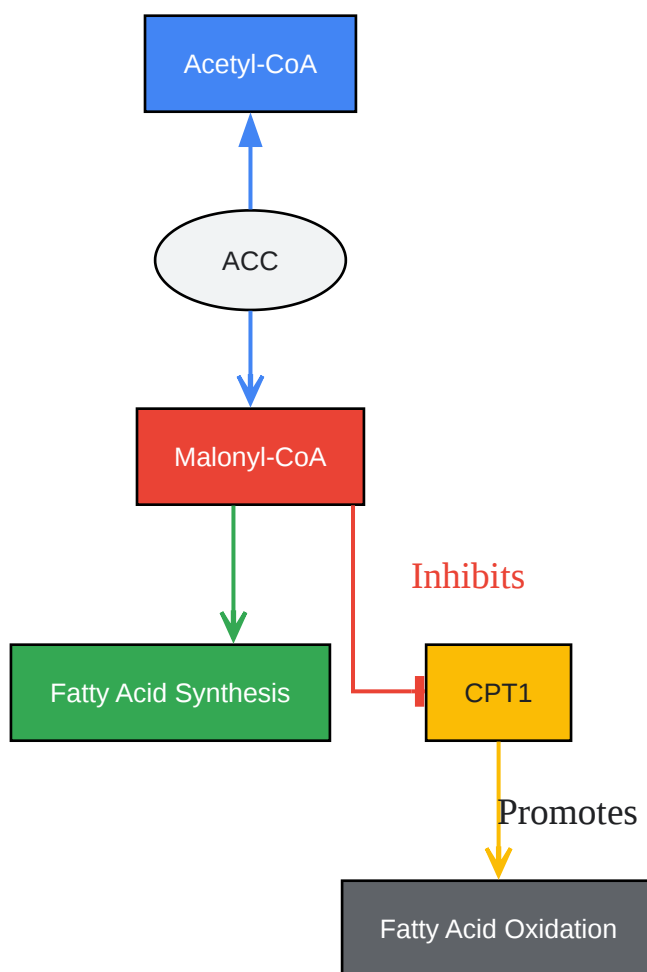 Acetyl-CoA
ACC
Malonyl-CoA
Inhibits
Fatty Acid Synthesis
CPT1
Promotes
Fatty Acid Oxidation